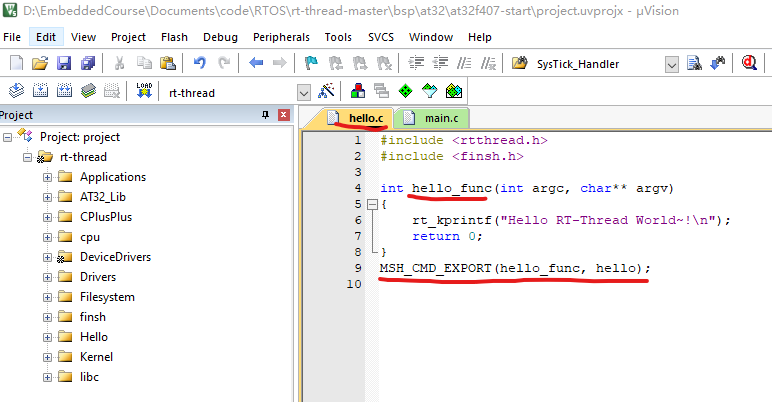 D:\EmbeddedCourse\Documents\code\RTOS\rt-thread-master\bsp\at32\at32f407-start\project.uvprojx - µVision
File Edit View Project Flash Debug Peripherals Tools SVCS Window Help
SysTick_Handler
LOAD
rt-thread
Project
Project: project
rt-thread
Applications
AT32_Lib
CPlusPlus
cpu
DeviceDrivers
Drivers
Filesystem
finsh
Hello
Kernel
libc
hello.c main.c
1 #include <rtthread.h>
2 #include <finsh.h>
3
4 int hello_func(int argc, char** argv)
5 {
6 rt_kprintf("Hello RT-Thread World~!\n");
7 return 0;
8 }
9 MSH_CMD_EXPORT(hello_func, hello);
10